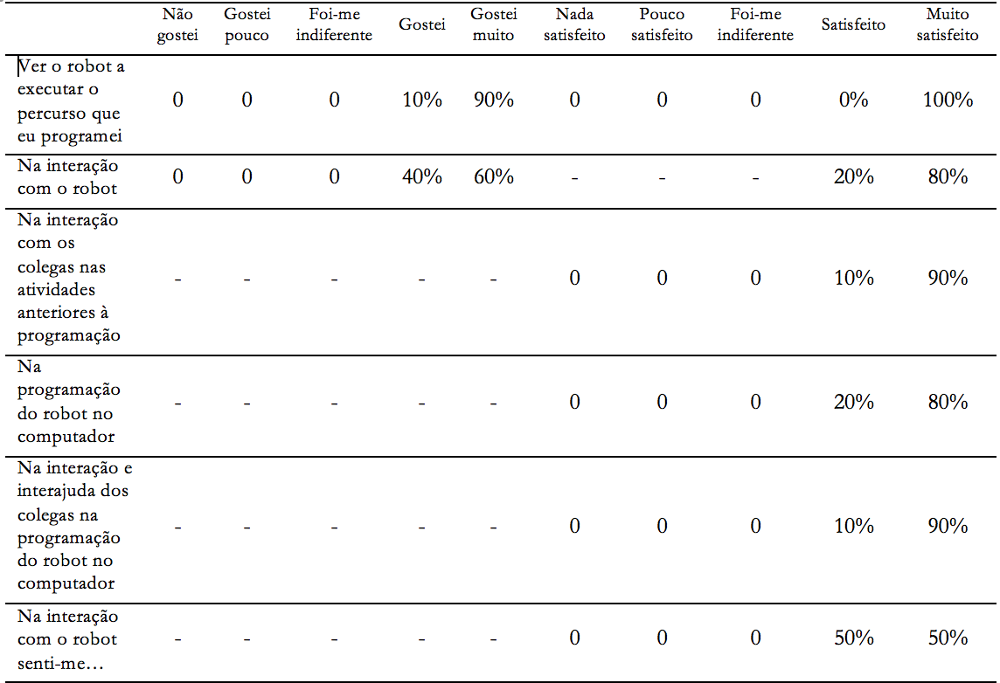 Não gostei Gostei pouco Foi-me indiferente Gostei Gostei muito Nada satisfeito Pouco satisfeito Foi-me indiferente Satisfeito Muito satisfeito
Ver o robot a
executar o
percurso que
eu programei
0 0 0 10% 90% 0 0 0 0% 100%
Na interação
com o robot
0 0 0 40% 60% - - - 20% 80%
Na interação
com os
colegas nas
atividades
anteriores à
programação
- - - - - 0 0 0 10% 90%
Na
programação
do robot no
computador
- - - - - 0 0 0 20% 80%
Na interação e
interajuda dos
colegas na
programação
do robot no
computador
- - - - - 0 0 0 10% 90%
Na interação
com o robot
senti-me…
- - - - - 0 0 0 50% 50%